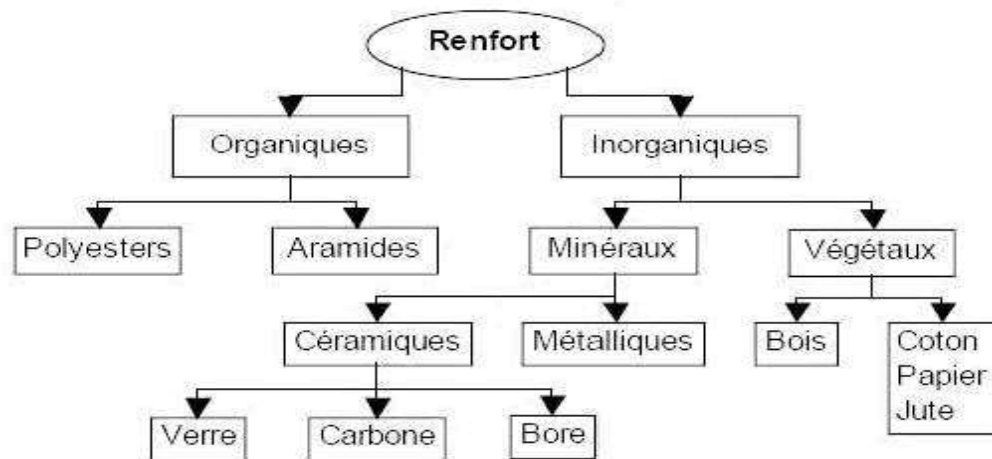 Renfort
Organiques
Inorganiques
Polyesters
Aramides
Minéraux
Végétaux
Céramiques
Métalliques
Bois
Coton
Papier
Jute
Verre
Carbone
Bore